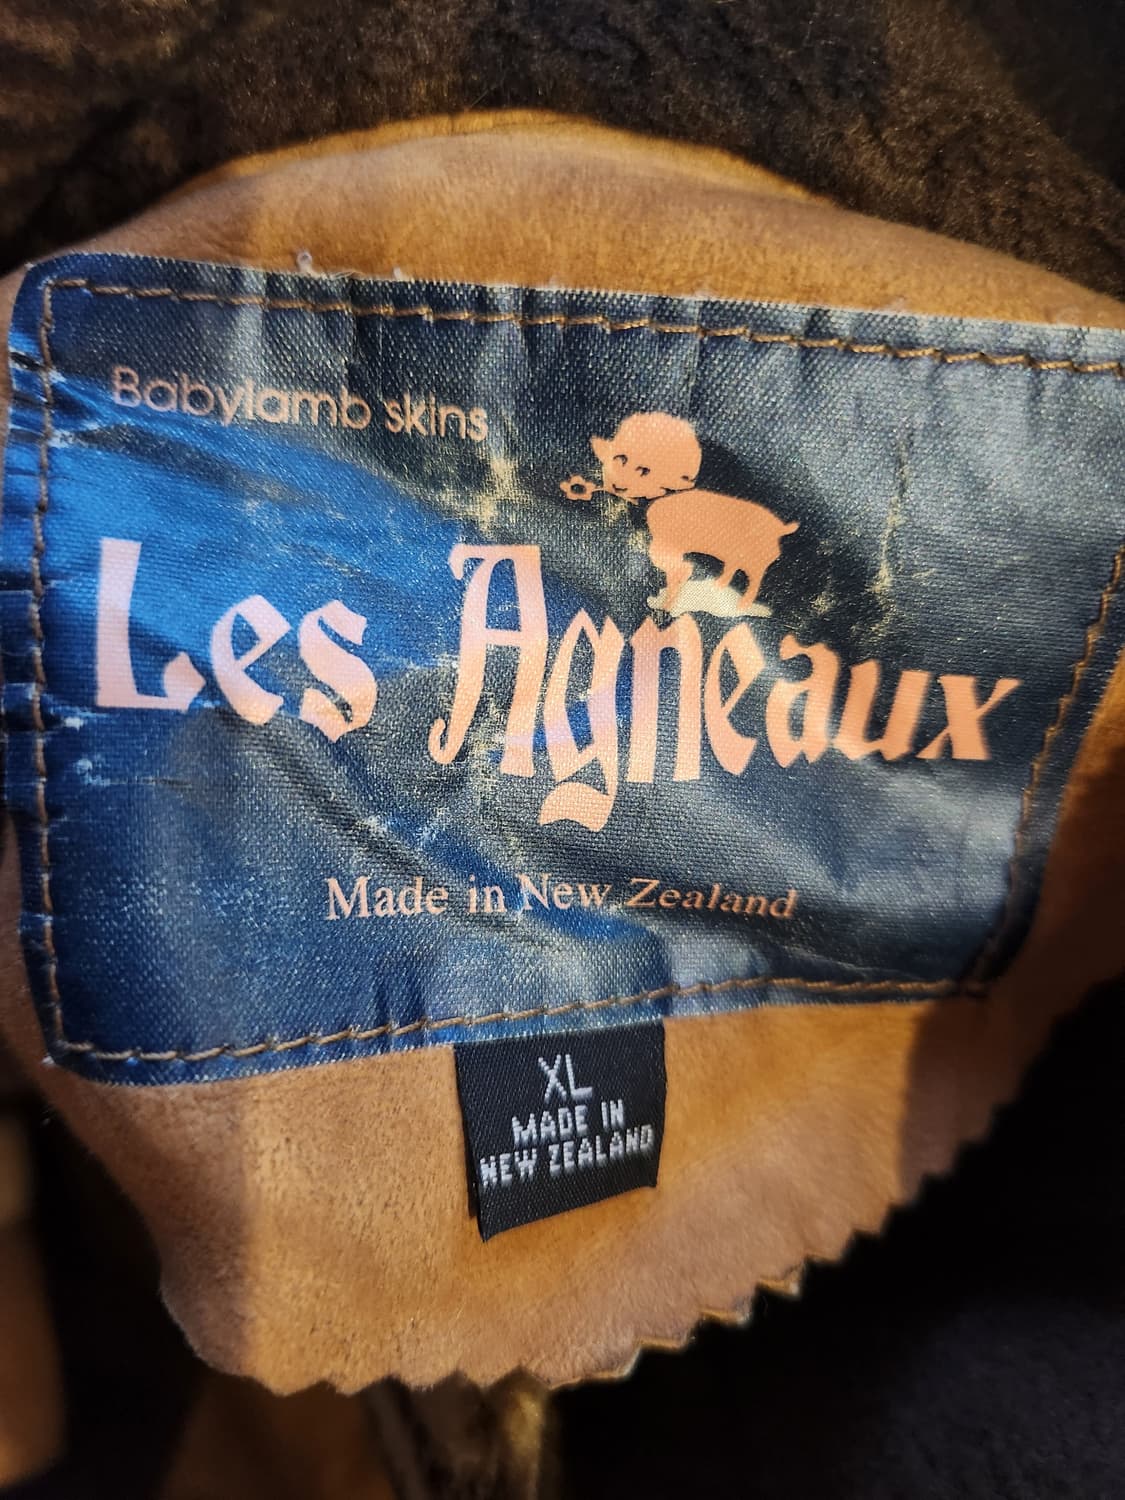 Babylamb skins
Les Agneaux
Made in New Zealand
XL
MADE IN
NEW ZEALAND